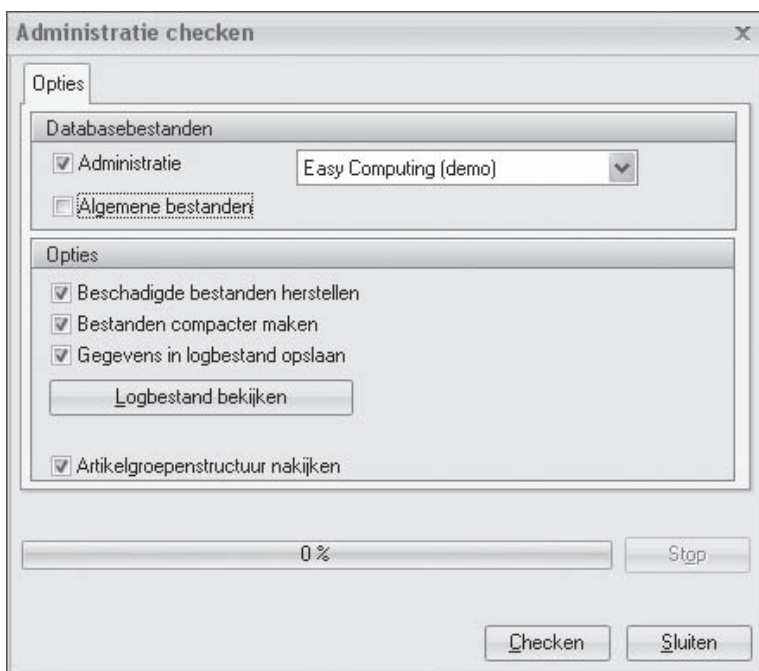 Administratie checken
Opties
Databasebestanden
Administratie
Easy Computing (demo)
Algemene bestanden
Opties
Beschadigde bestanden herstellen
Bestanden compacter maken
Gegevens in logbestand opslaan
Logbestand bekijken
Artikelgroepenstructuur nakijken
0 %
Stop
Checken
Sluiten